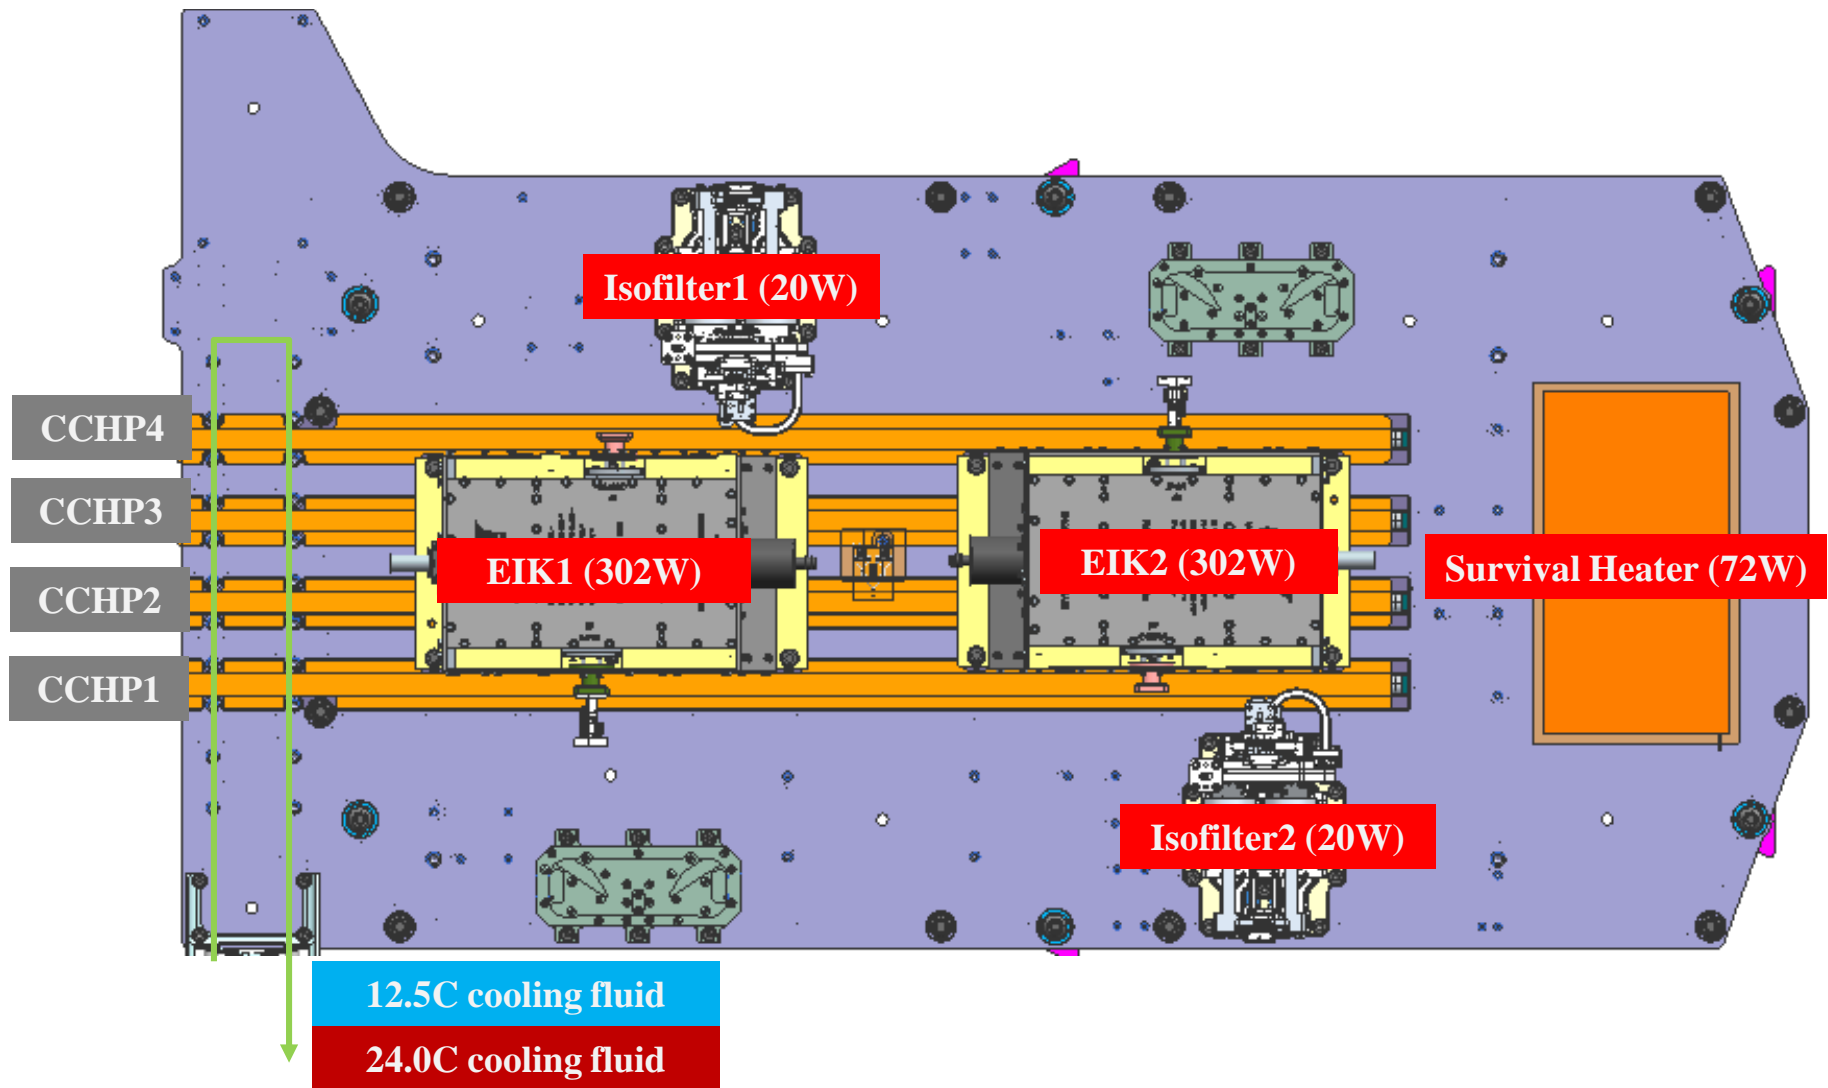 Isofilter1 (20W)
CCHP4
CCHP3
EIK1 (302W)
EIK2 (302W)
Survival Heater (72W)
CCHP2
CCHP1
Isofilter2 (20W)
12.5C cooling fluid
24.0C cooling fluid